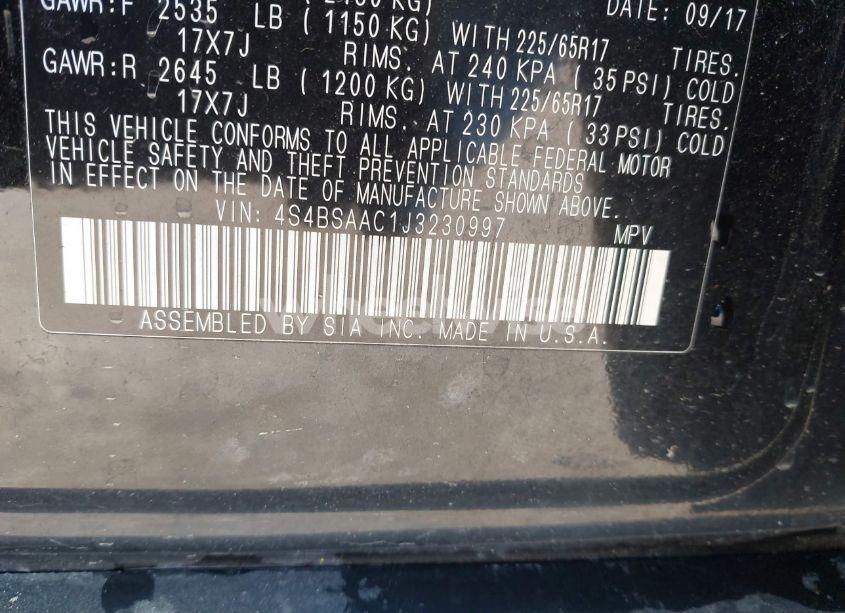 DATE: 09/17
GAWR:F 2535 LB ( 1150 KG) WITH 225/65R17 TIRES.
17X7J RIMS. AT 240 KPA ( 35 PSI) COLD
GAWR:R 2645 LB ( 1200 KG) WITH 225/65R17 TIRES.
17X7J RIMS. AT 230 KPA ( 33 PSI) COLD
THIS VEHICLE CONFORMS TO ALL APPLICABLE FEDERAL MOTOR
VEHICLE SAFETY AND THEFT PREVENTION STANDARDS
IN EFFECT ON THE DATE OF MANUFACTURE SHOWN ABOVE.
VIN: 4S4BSAAC1J3230997 MPV
ASSEMBLED BY SIA INC. MADE IN U.S.A.